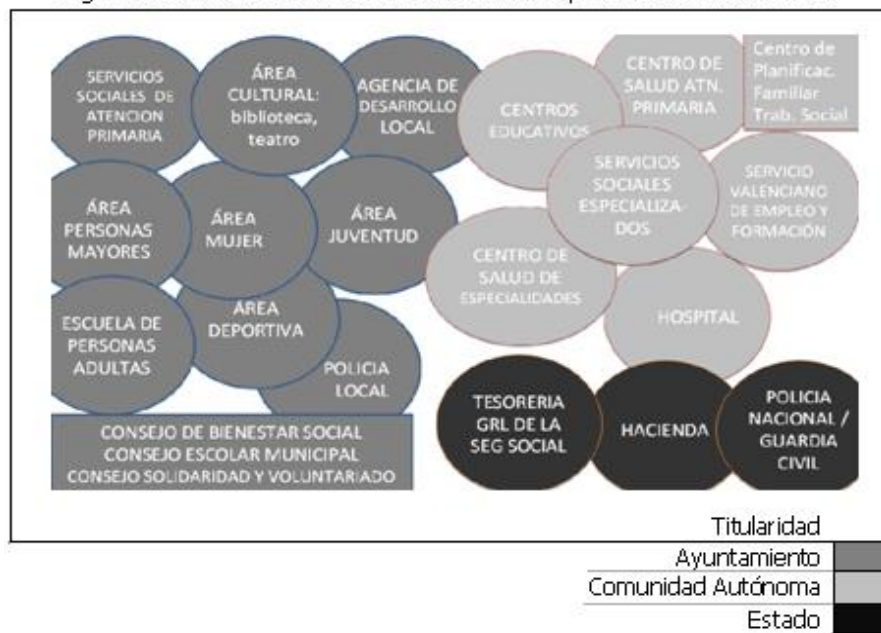 SERVICIOS
SOCIALES DE
ATENCION
PRIMARIA
ÁREA
CULTURAL:
biblioteca,
teatro
AGENCIA DE
DESARROLLO
LOCAL
CENTROS
EDUCATIVOS
CENTRO DE
SALUD ATN.
PRIMARIA
Centro de
Planificac.
Familiar
Trab. Social
ÁREA
PERSONAS
MAYORES
ÁREA
MUJER
ÁREA
JUVENTUD
SERVICIOS
SOCIALES
ESPECIALIZA-
DOS
SERVICIO
VALENCIANO
DE EMPLEO Y
FORMACIÓN
CENTRO DE
SALUD DE
ESPECIALIDADES
ESCUELA DE
PERSONAS
ADULTAS
ÁREA
DEPORTIVA
HOSPITAL
POLICIA
LOCAL
TESORERIA
GRL DE LA
SEG SOCIAL
HACIENDA
POLICIA
NACIONAL /
GUARDIA
CIVIL
CONSEJO DE BIENESTAR SOCIAL
CONSEJO ESCOLAR MUNICIPAL
CONSEJO SOLIDARIDAD Y VOLUNTARIADO
Titularidad
Ayuntamiento
Comunidad Autónoma
Estado